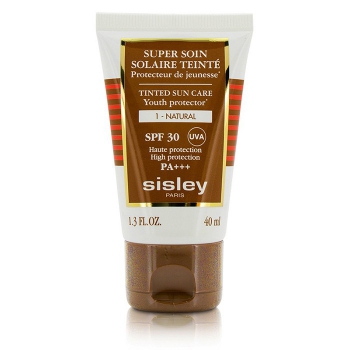 SUPER SOIN
SOLAIRE TEINTÉ
Protecteur de jeunesse*
TINTED SUN CARE
Youth protector*
1 - NATURAL
SPF 30 UVA
Haute protection
High protection
PA+++
sisley
PARIS
1.3 FL.OZ. 40 ml